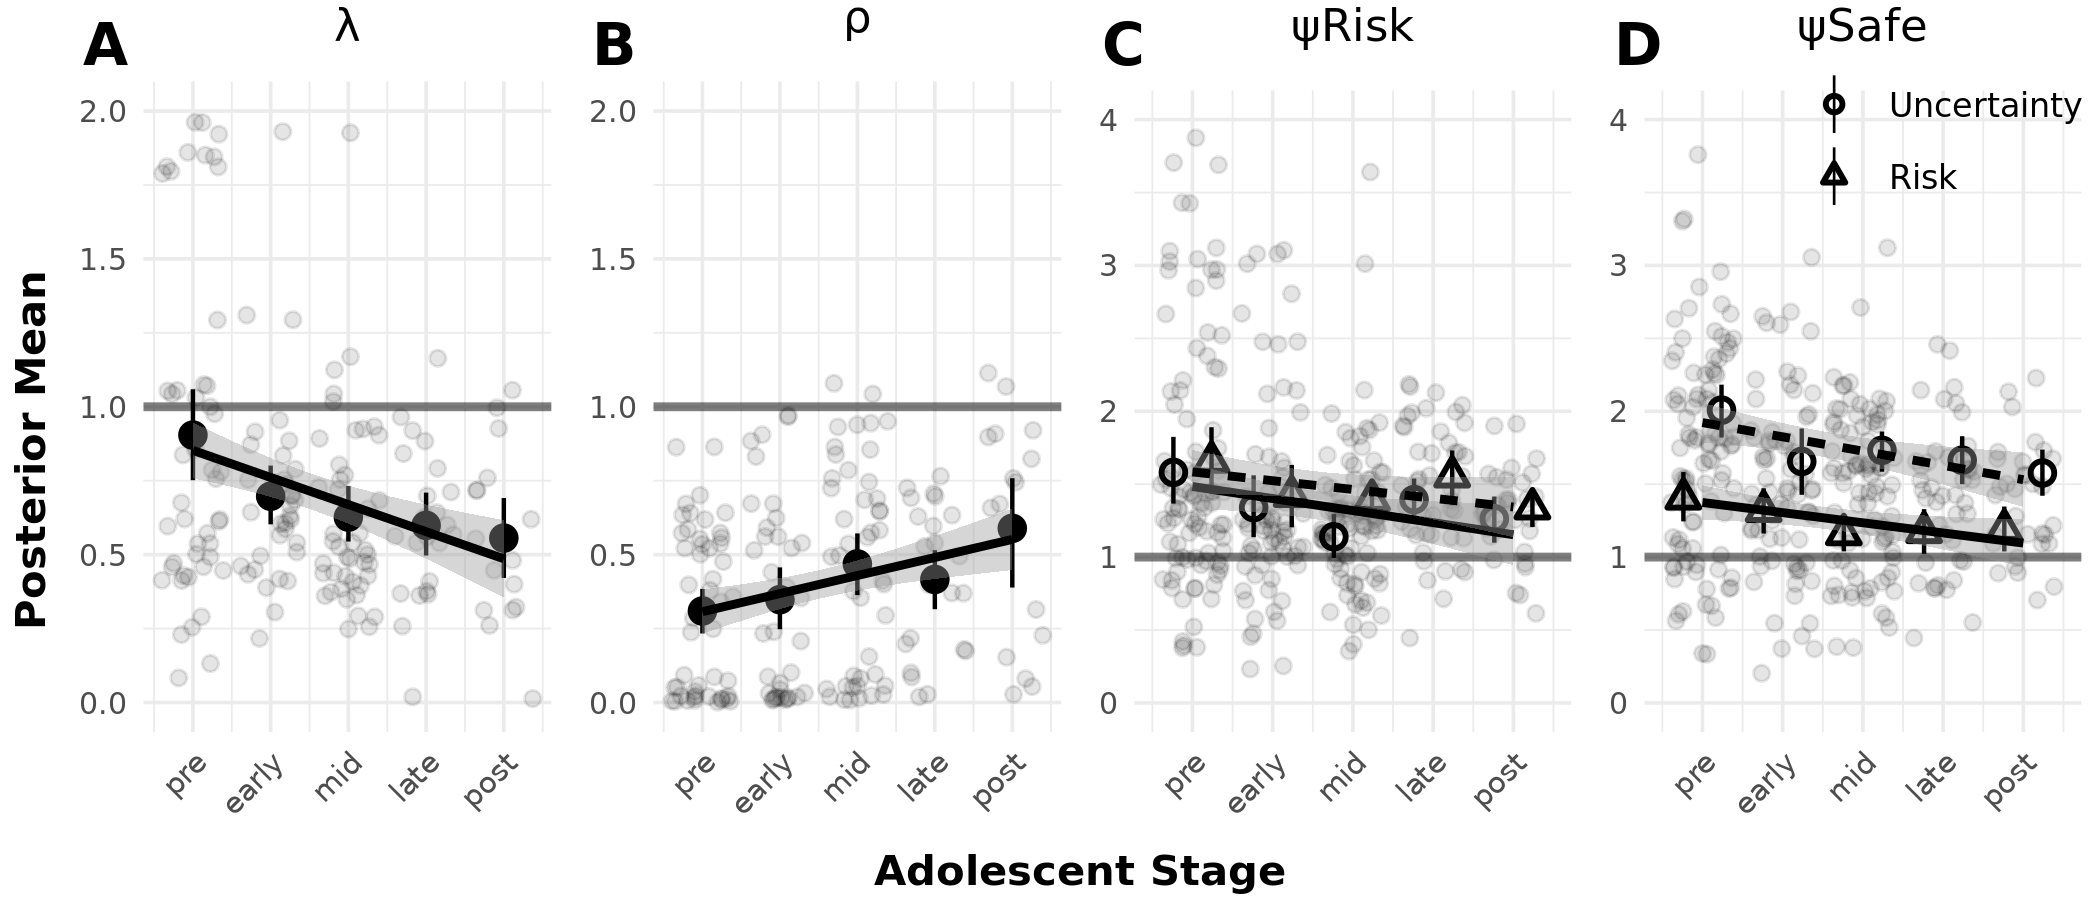 A λ
B ρ
C ψRisk
D ψSafe
Uncertainty
Risk
Posterior Mean
2.0
1.5
1.0
0.5
0.0
2.0
1.5
1.0
0.5
0.0
4
3
2
1
0
4
3
2
1
0
pre early mid late post
pre early mid late post
pre early mid late post
pre early mid late post
Adolescent Stage